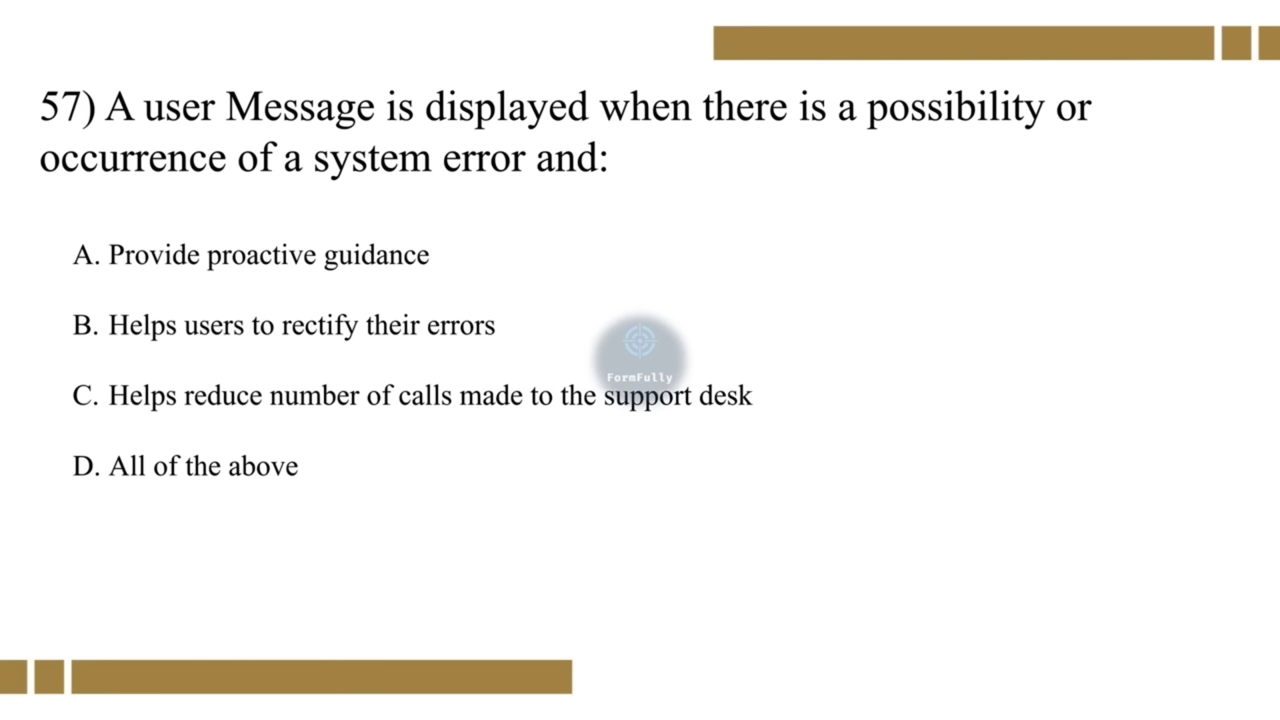 57) A user Message is displayed when there is a possibility or
occurrence of a system error and:
A. Provide proactive guidance
B. Helps users to rectify their errors
FormFully
C. Helps reduce number of calls made to the support desk
D. All of the above